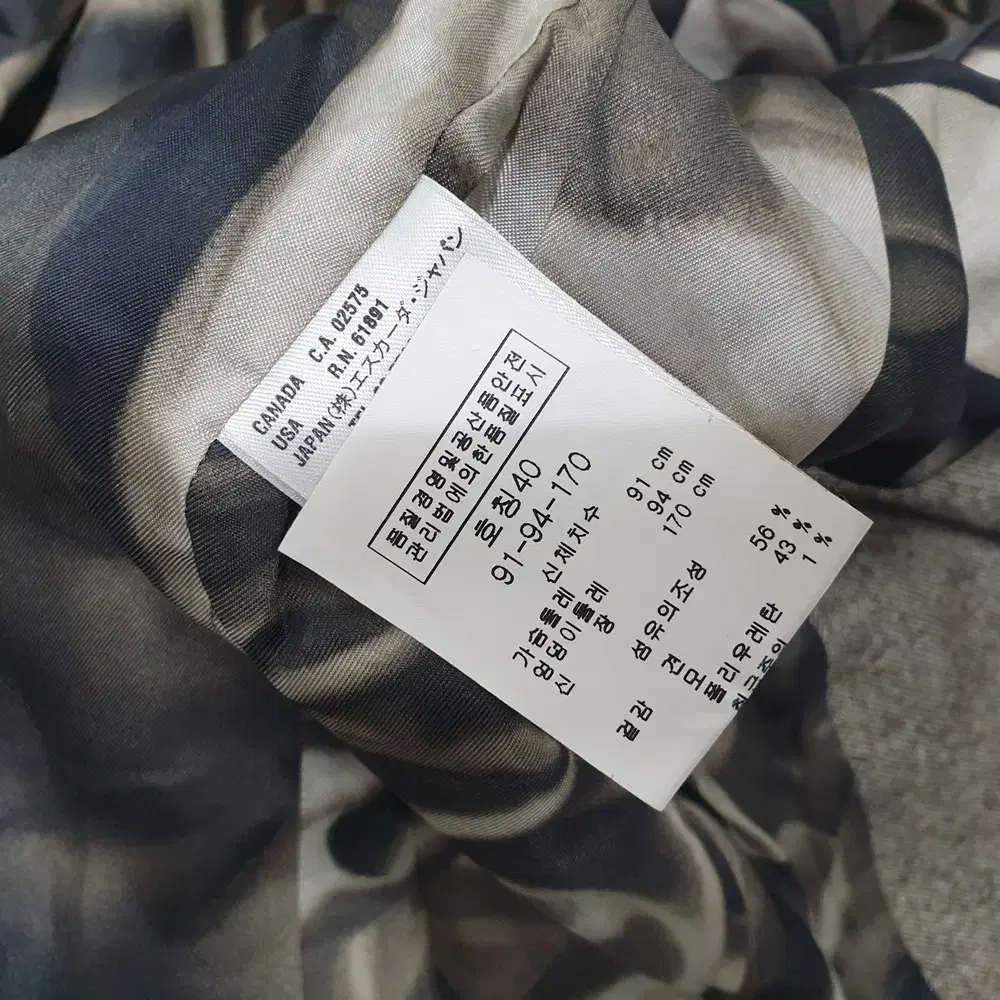 CANADA C.A. 02575
USA R.N. 61891
JAPAN(株)エスカーダ・ジャパン
품질경영및공산품안전
관리법에의한품질표시
호칭40
91-94-170
신체치수
가슴둘레 91 cm
엉덩이둘레 94 cm
신장 170 cm
섬유의조성
겉감 견 56 %
모 43 %
폴리우레탄 1 %